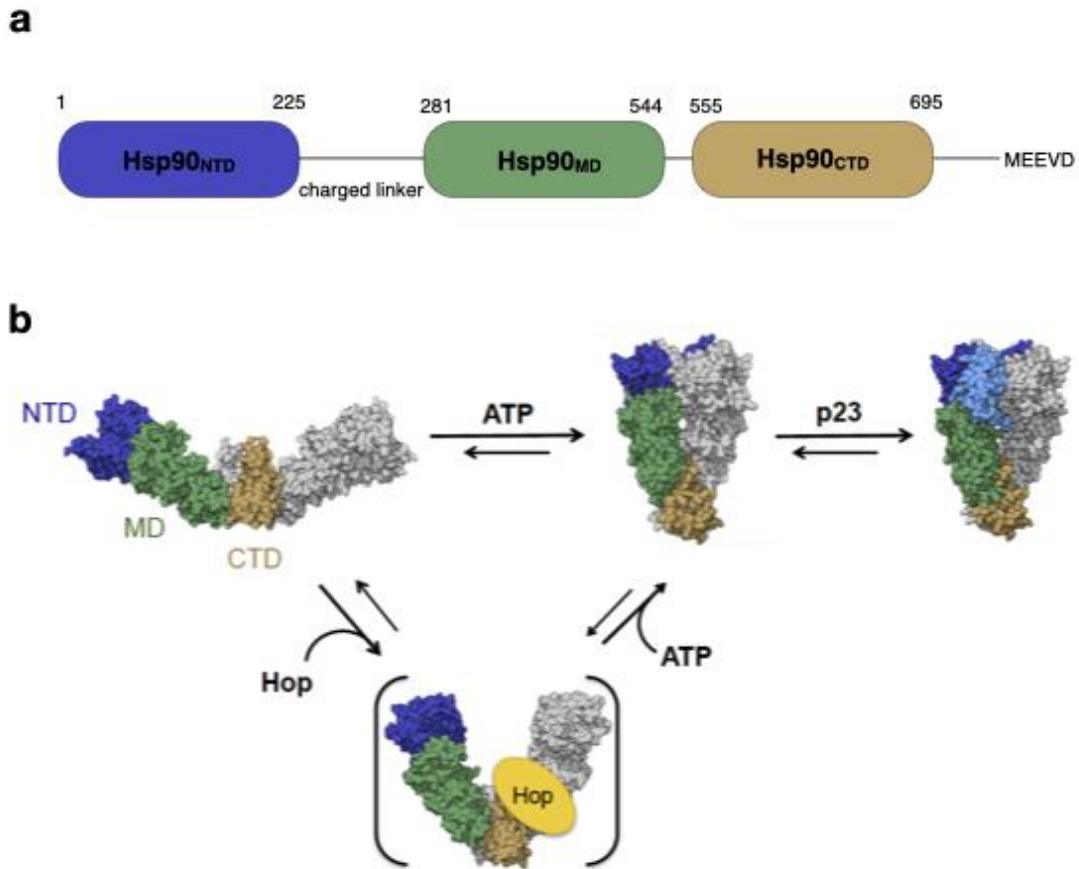 a
1 225 281 544 555 695
Hsp90NTD Hsp90MD Hsp90CTD MEEVD
charged linker
b
NTD ATP p23
MD
CTD
Hop ATP
Hop